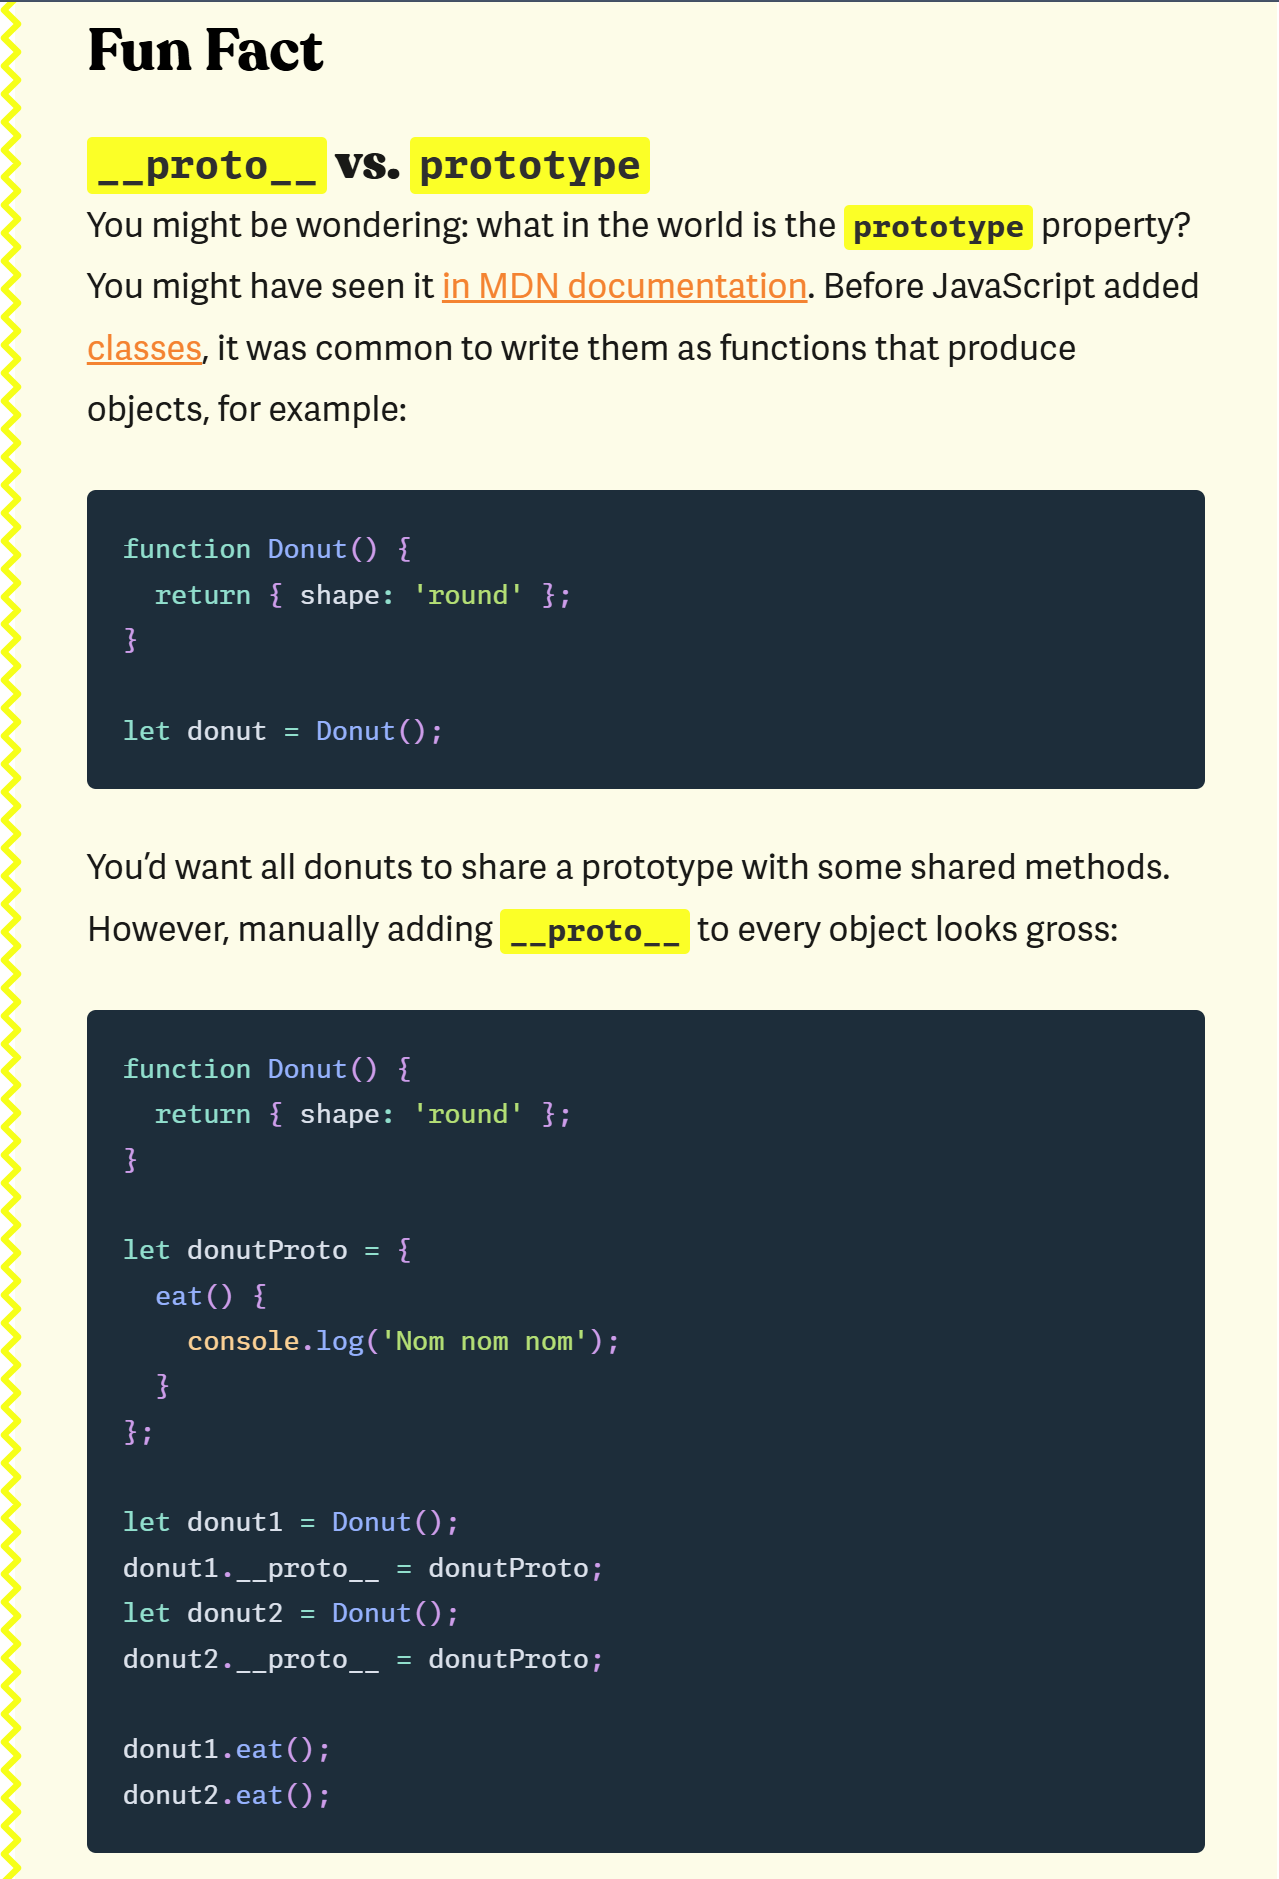 Fun Fact
__proto__ vs. prototype
You might be wondering: what in the world is the prototype property?
You might have seen it in MDN documentation. Before JavaScript added
classes, it was common to write them as functions that produce
objects, for example:
function Donut() {
  return { shape: 'round' };
}
let donut = Donut();
You’d want all donuts to share a prototype with some shared methods.
However, manually adding __proto__ to every object looks gross:
function Donut() {
  return { shape: 'round' };
}
let donutProto = {
  eat() {
    console.log('Nom nom nom');
  }
};
let donut1 = Donut();
donut1.__proto__ = donutProto;
let donut2 = Donut();
donut2.__proto__ = donutProto;
donut1.eat();
donut2.eat();